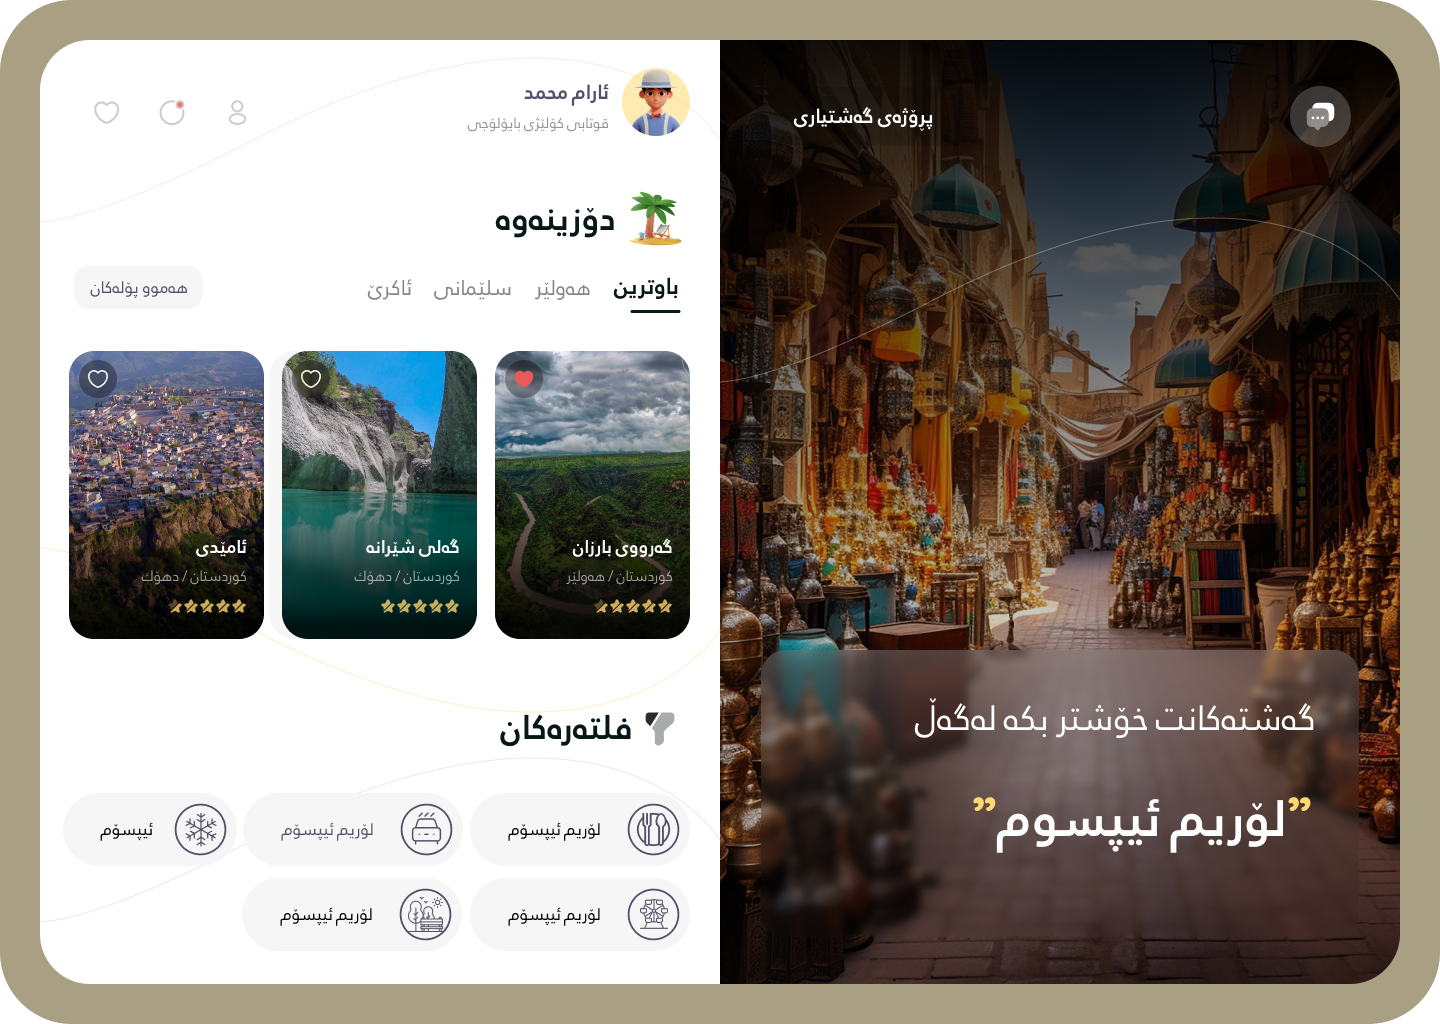 پڕۆژەی گەشتیاری
گەشتەکانت خۆشتر بکە لەگەڵ
”لۆریم ئیپسوم”
ئارام محمد
قوتابی کۆلێژی بایۆلۆجی
دۆزینەوە
باوترین
هەولێر
سلێمانی
ئاکرێ
هەموو پۆلەکان
گەرووی بارزان
کوردستان / هەولێر
گەلی شێرانە
کوردستان / دهۆک
ئامێدی
کوردستان / دهۆک
فلتەرەکان
لۆریم ئیپسۆم
لۆریم ئیپسۆم
ئیپسۆم
لۆریم ئیپسۆم
لۆریم ئیپسۆم